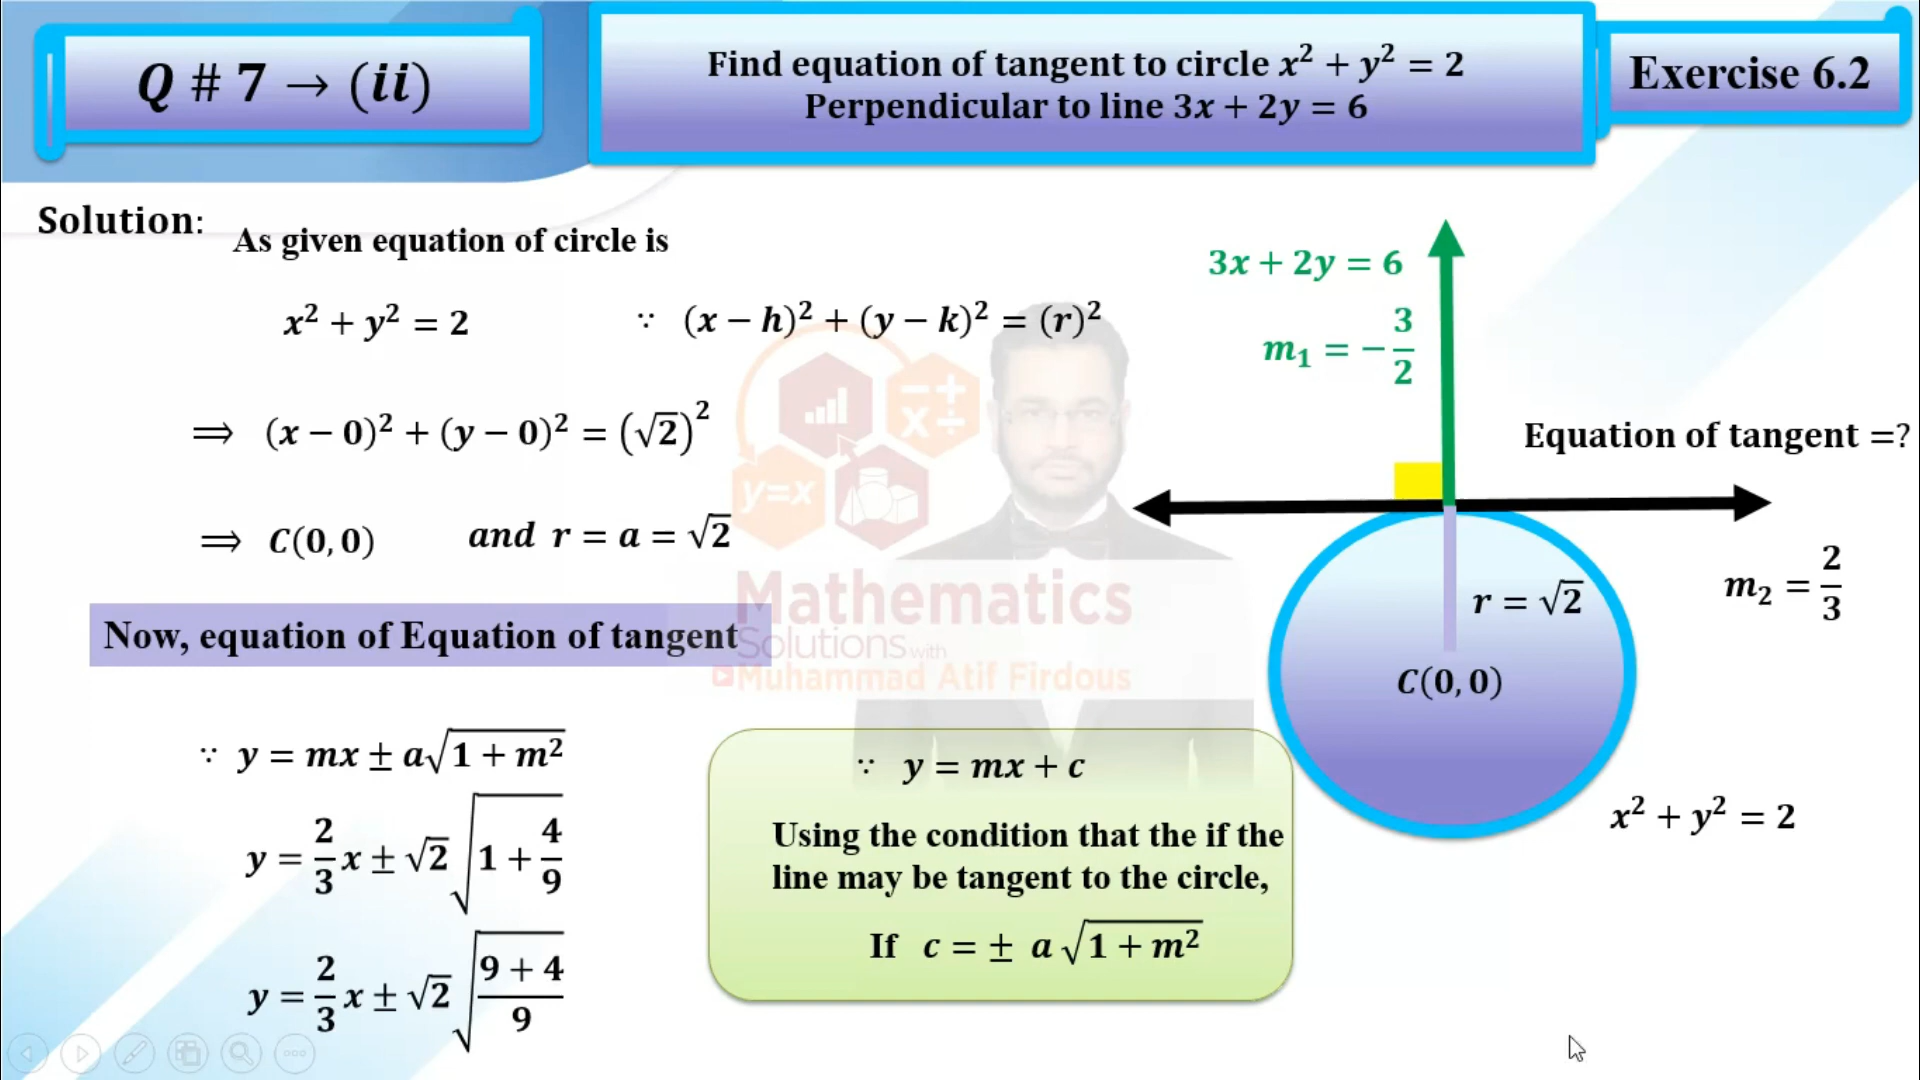 Q # 7 → (ii)
Find equation of tangent to circle x² + y² = 2
Perpendicular to line 3x + 2y = 6
Exercise 6.2
Solution:
As given equation of circle is
x² + y² = 2 ∵ (x − h)² + (y − k)² = (r)²
⟹ (x − 0)² + (y − 0)² = (√2)²
⟹ C(0, 0) and r = a = √2
Now, equation of Equation of tangent
∵ y = mx ± a√(1 + m²)
y = 2/3 x ± √2 √(1 + 4/9)
y = 2/3 x ± √2 √((9 + 4)/9)
y=x
Mathematics
Solutions with
Muhammad Atif Firdous
∵ y = mx + c
Using the condition that the if the
line may be tangent to the circle,
If c = ± a √(1 + m²)
3x + 2y = 6
m₁ = − 3/2
Equation of tangent =?
m₂ = 2/3
r = √2
C(0, 0)
x² + y² = 2